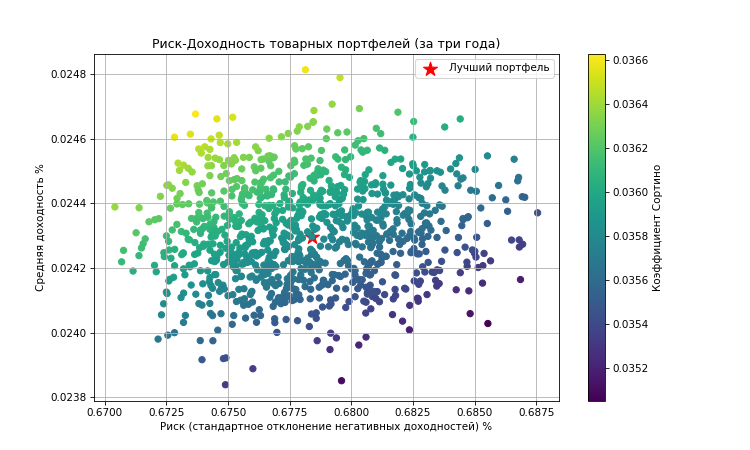 Риск-Доходность товарных портфелей (за три года)
Лучший портфель
Средняя доходность %
0.0248
0.0246
0.0244
0.0242
0.0240
0.0238
0.6700 0.6725 0.6750 0.6775 0.6800 0.6825 0.6850 0.6875
Риск (стандартное отклонение негативных доходностей) %
0.0366
0.0364
0.0362
0.0360
0.0358
0.0356
0.0354
0.0352
Коэффициент Сортино